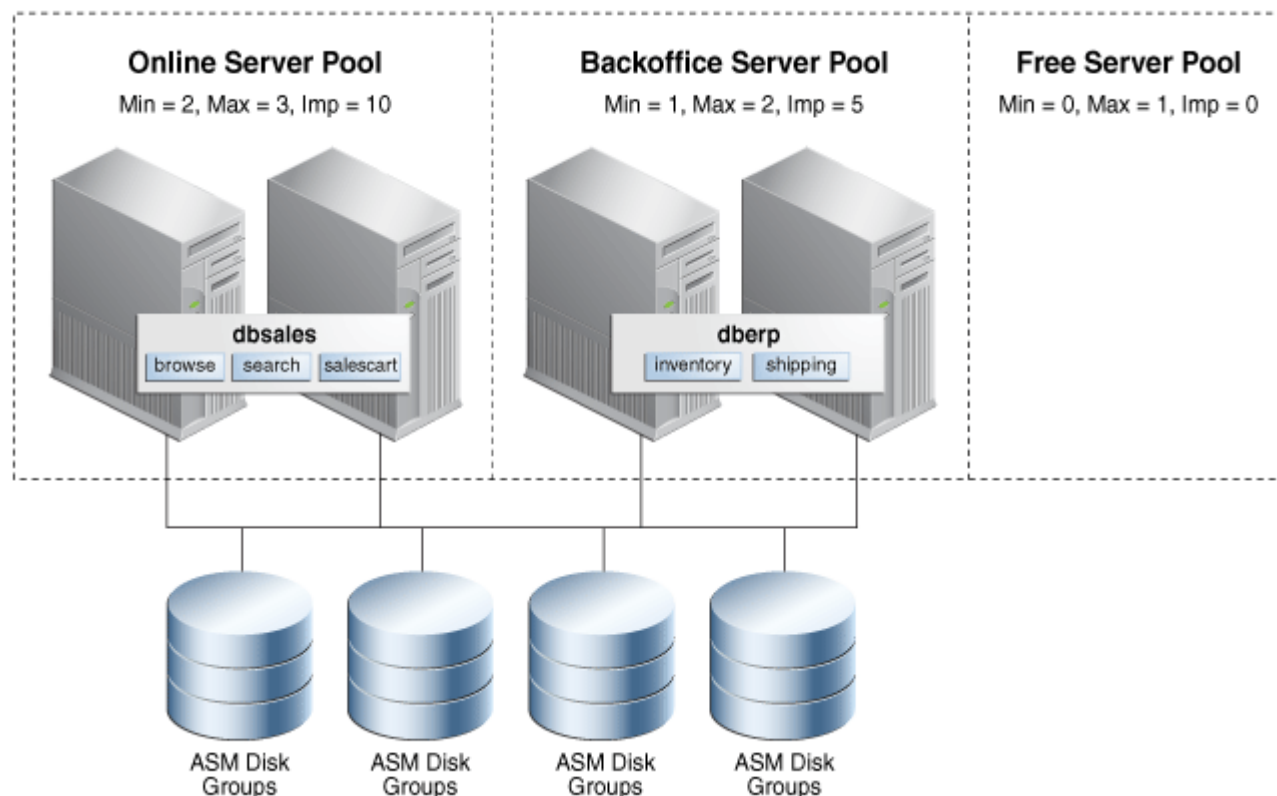 Online Server Pool
Min = 2, Max = 3, Imp = 10
Backoffice Server Pool
Min = 1, Max = 2, Imp = 5
Free Server Pool
Min = 0, Max = 1, Imp = 0
dbsales
browse
search
salescart
dberp
inventory
shipping
ASM Disk
Groups
ASM Disk
Groups
ASM Disk
Groups
ASM Disk
Groups